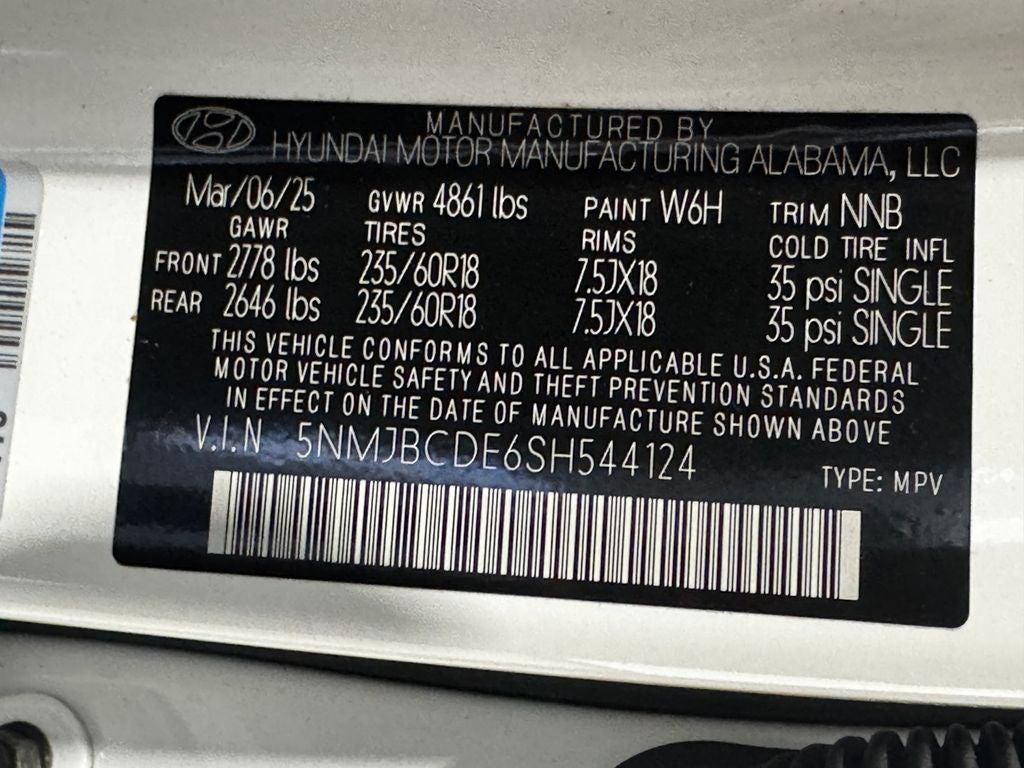 MANUFACTURED BY
HYUNDAI MOTOR MANUFACTURING ALABAMA, LLC
Mar/06/25 GVWR 4861 lbs PAINT W6H TRIM NNB
GAWR TIRES RIMS COLD TIRE INFL
FRONT 2778 lbs 235/60R18 7.5JX18 35 psi SINGLE
REAR 2646 lbs 235/60R18 7.5JX18 35 psi SINGLE
THIS VEHICLE CONFORMS TO ALL APPLICABLE U.S.A. FEDERAL
MOTOR VEHICLE SAFETY AND THEFT PREVENTION STANDARDS
IN EFFECT ON THE DATE OF MANUFACTURE SHOWN ABOVE
V.I.N 5NMJBCDE6SH544124 TYPE: MPV